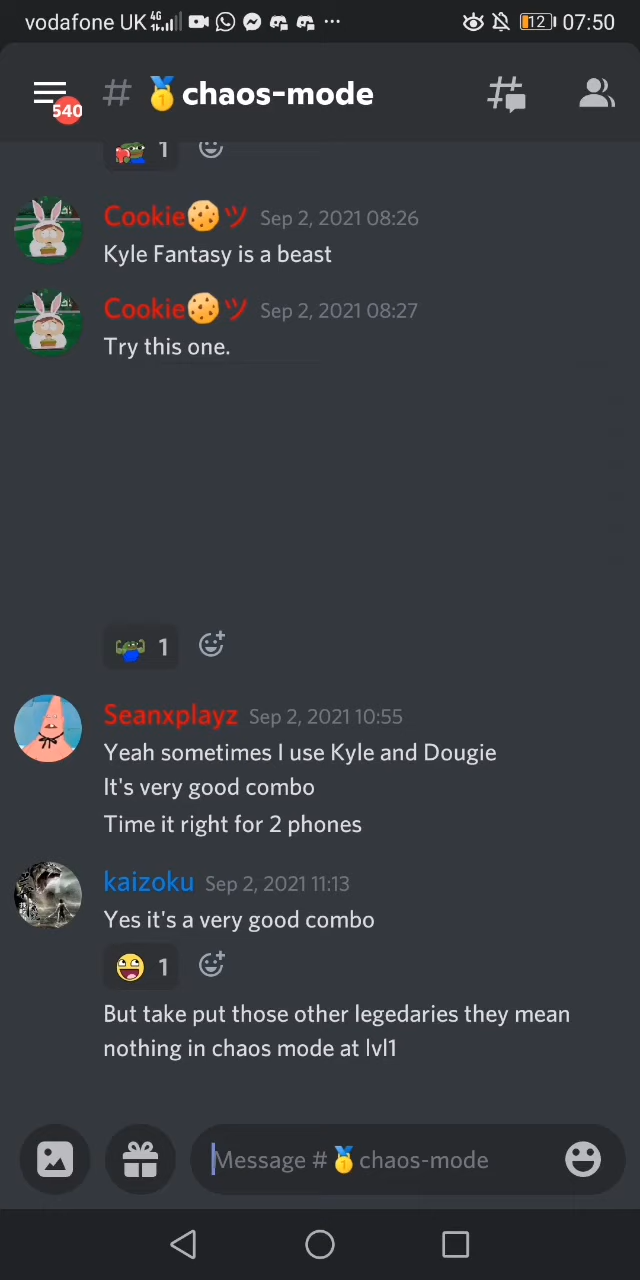 vodafone UK 4G 12 07:50
540 # 🥇chaos-mode
1
Cookie🍪ツ Sep 2, 2021 08:26
Kyle Fantasy is a beast
Cookie🍪ツ Sep 2, 2021 08:27
Try this one.
1
Seanxplayz Sep 2, 2021 10:55
Yeah sometimes I use Kyle and Dougie
It's very good combo
Time it right for 2 phones
kaizoku Sep 2, 2021 11:13
Yes it's a very good combo
1
But take put those other legedaries they mean
nothing in chaos mode at lvl1
Message #🥇chaos-mode